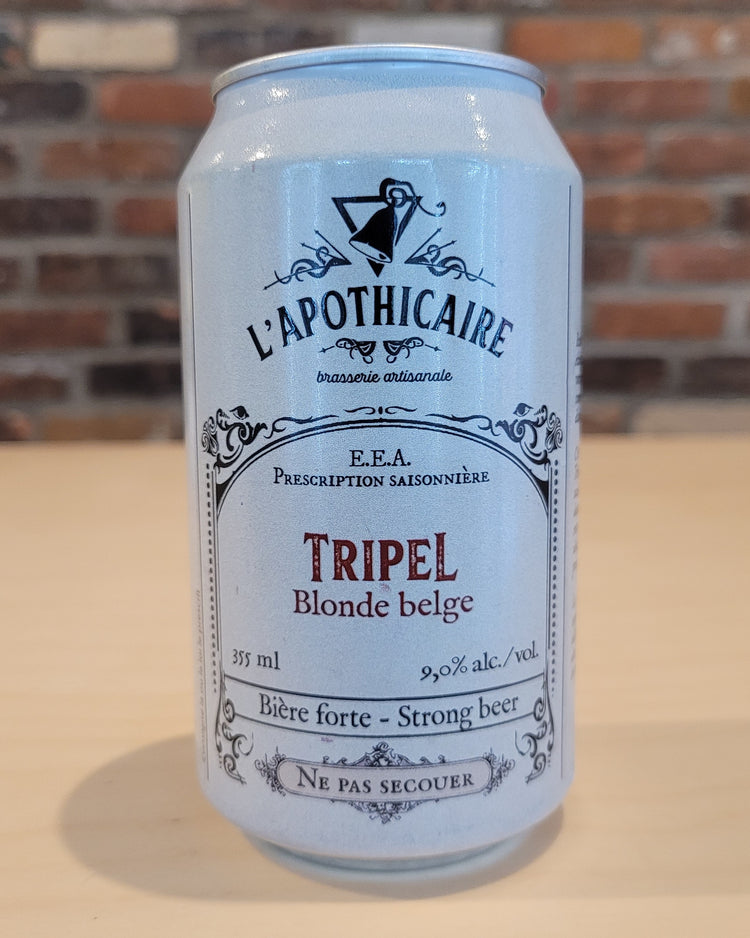 L'APOTHICAIRE
brasserie artisanale
E.E.A.
PRESCRIPTION SAISONNIÈRE
TRIPEL
Blonde belge
355 ml 9,0% alc./vol.
Bière forte - Strong beer
NE PAS SECOUER